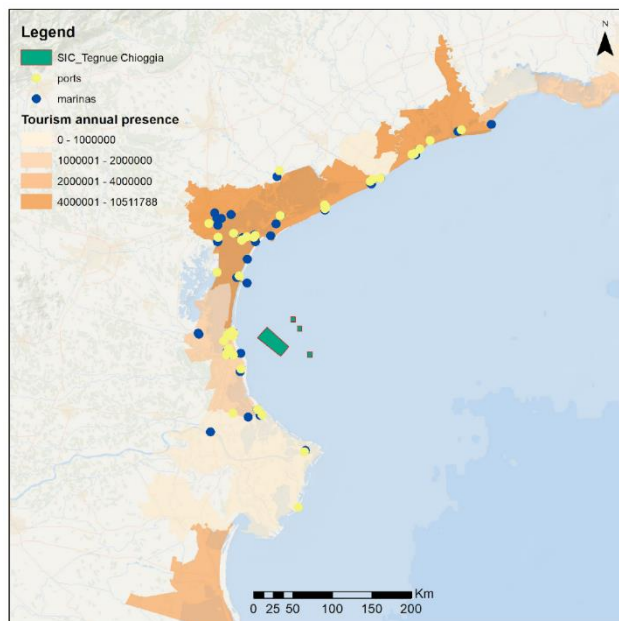 Legend
SIC_Tegnue Chioggia
ports
marinas
Tourism annual presence
0 - 1000000
1000001 - 2000000
2000001 - 4000000
4000001 - 10511788
N
Km
0 25 50 100 150 200